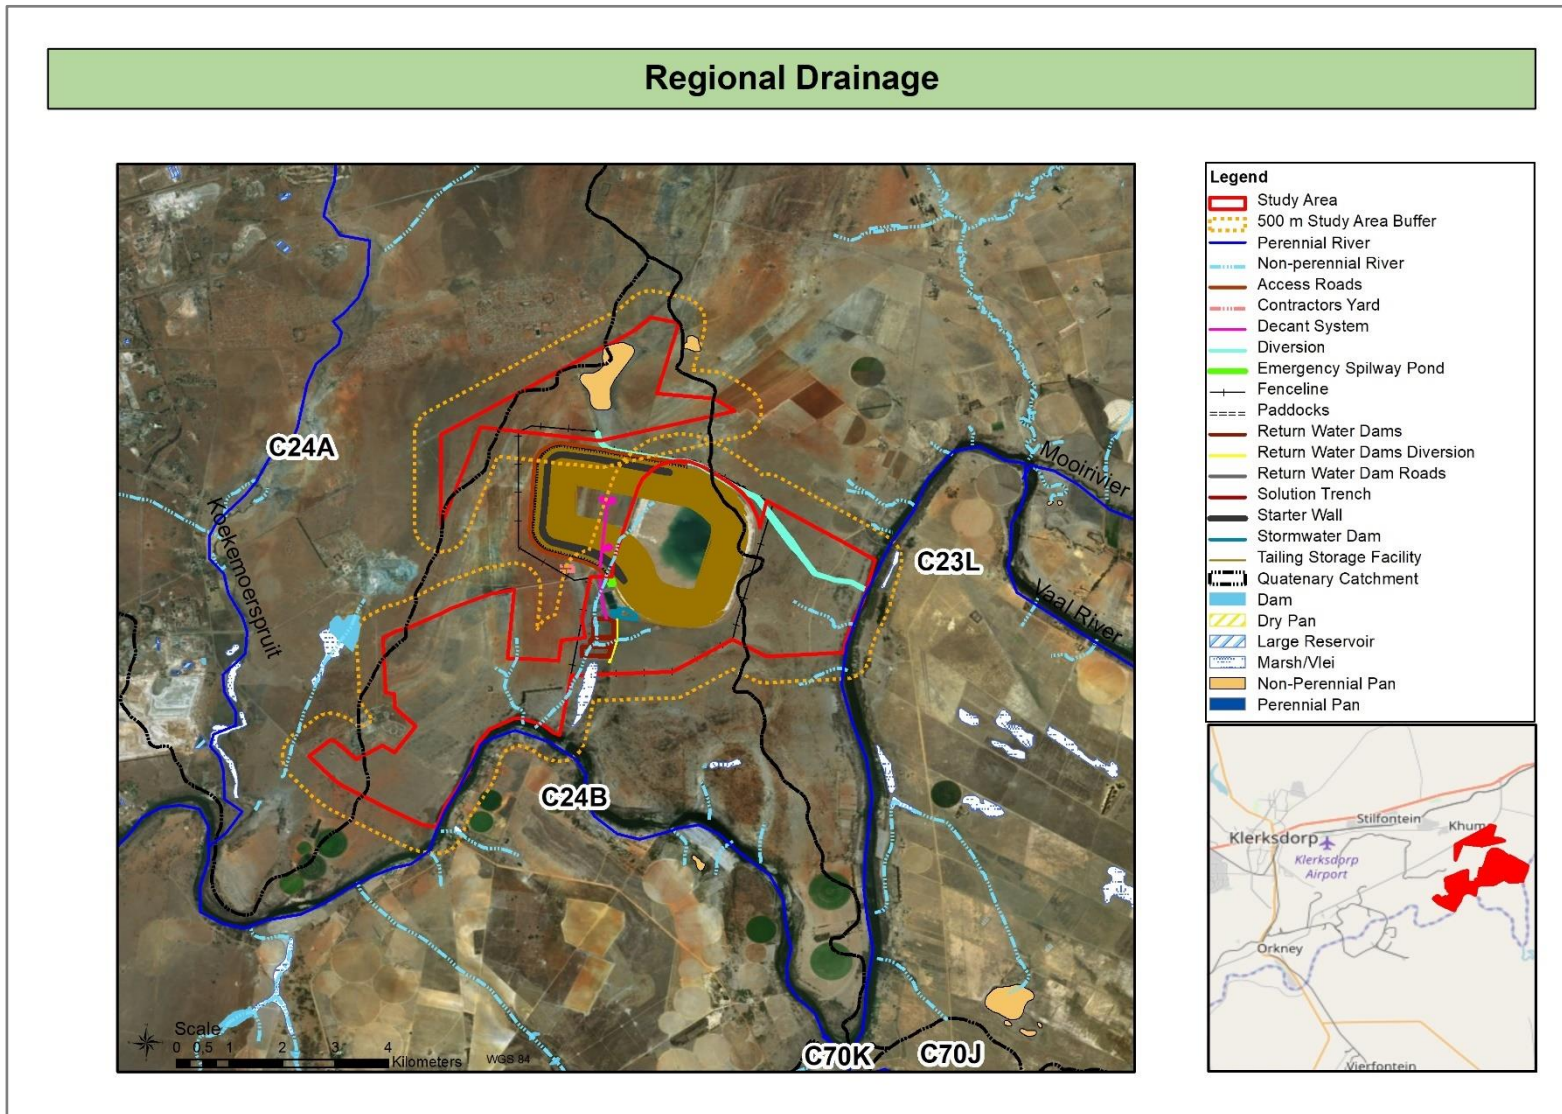 Regional Drainage
C24A
Koekemoerspruit
C24B
C23L
Mooirivier
Vaal River
C70K
C70J
Scale
0 0,5 1 2 3 4
Kilometers
WGS 84
Legend
Study Area
500 m Study Area Buffer
Perennial River
Non-perennial River
Access Roads
Contractors Yard
Decant System
Diversion
Emergency Spilway Pond
Fenceline
Paddocks
Return Water Dams
Return Water Dams Diversion
Return Water Dam Roads
Solution Trench
Starter Wall
Stormwater Dam
Tailing Storage Facility
Quatenary Catchment
Dam
Dry Pan
Large Reservoir
Marsh/Vlei
Non-Perennial Pan
Perennial Pan
Stilfontein
Khum
Klerksdorp
Klerksdorp
Airport
Orkney
Vierfontein